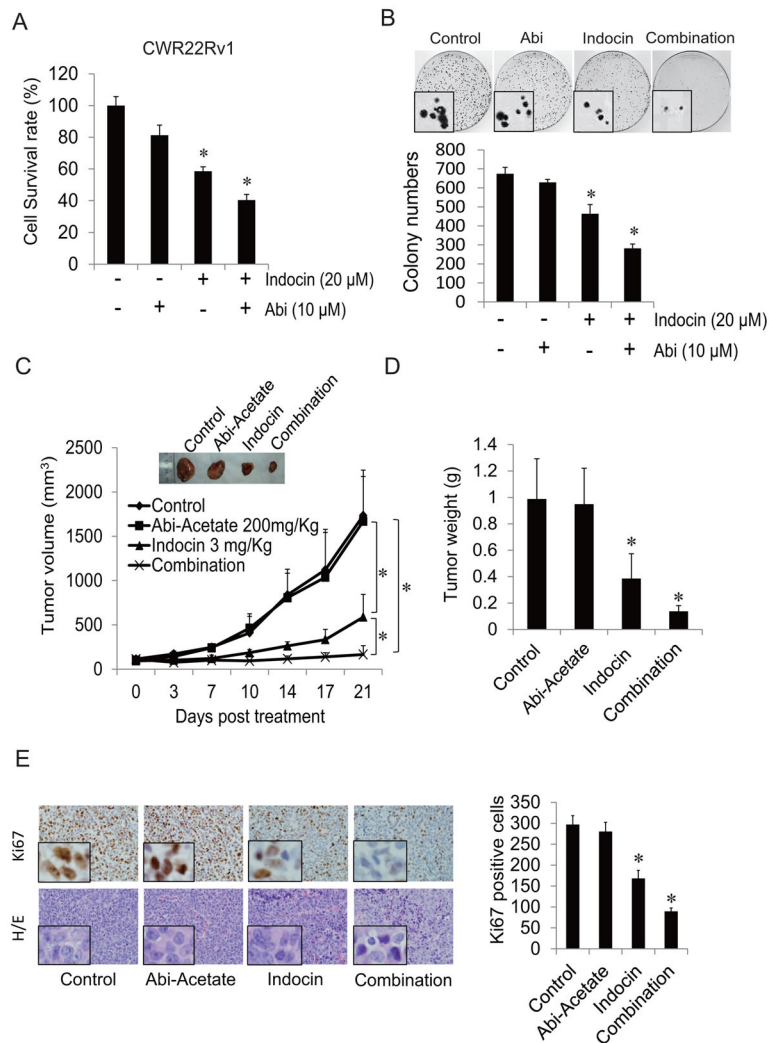 A
CWR22Rv1
Cell Survival rate (%)
120
100
80
60
40
20
0
*
*
- - + + Indocin (20 µM)
- + - + Abi (10 µM)
B
Control Abi Indocin Combination
Colony numbers
800
700
600
500
400
300
200
100
0
*
*
- - + + Indocin (20 µM)
- + - + Abi (10 µM)
C
Control
Abi-Acetate
Indocin
Combination
Tumor volume (mm³)
2500
2000
1500
1000
500
0
Control
Abi-Acetate 200mg/Kg
Indocin 3 mg/Kg
Combination
*
*
*
0 3 7 10 14 17 21
Days post treatment
D
Tumor weight (g)
1.4
1.2
1
0.8
0.6
0.4
0.2
0
*
*
Control
Abi-Acetate
Indocin
Combination
E
Ki67
H/E
Control Abi-Acetate Indocin Combination
Ki67 positive cells
350
300
250
200
150
100
50
0
*
*
Control
Abi-Acetate
Indocin
Combination